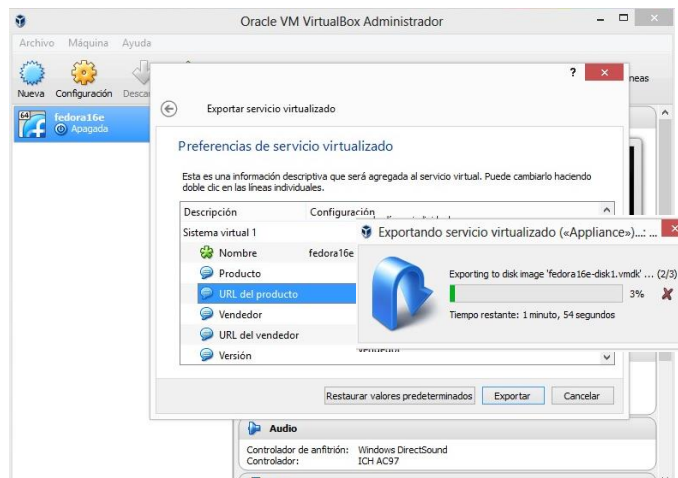 Oracle VM VirtualBox Administrador
Archivo Máquina Ayuda
Nueva Configuración Descar
neas
64
fedora16e
Apagada
?
Exportar servicio virtualizado
Preferencias de servicio virtualizado
Esta es una información descriptiva que será agregada al servicio virtual. Puede cambiarlo haciendo
doble clic en las líneas individuales.
Descripción Configuración
Sistema virtual 1
Nombre fedora16e
Producto
URL del producto
Vendedor
URL del vendedor
Versión
Exportando servicio virtualizado («Appliance»)...: ...
Exporting to disk image 'fedora16e-disk1.vmdk' ... (2/3)
3%
Tiempo restante: 1 minuto, 54 segundos
Restaurar valores predeterminados Exportar Cancelar
Audio
Controlador de anfitrión: Windows DirectSound
Controlador: ICH AC97